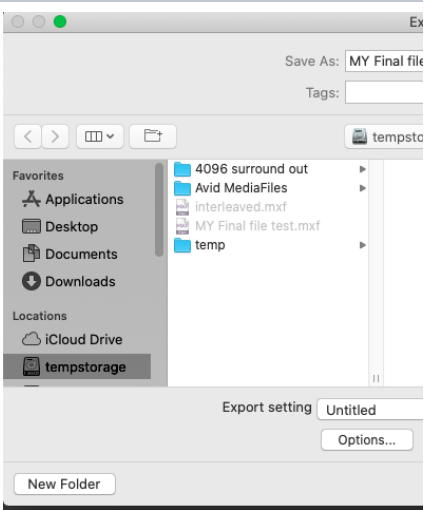 Ex
Save As: MY Final file
Tags:
tempsto
Favorites
Applications
Desktop
Documents
Downloads
Locations
iCloud Drive
tempstorage
4096 surround out
Avid MediaFiles
interleaved.mxf
MY Final file test.mxf
temp
Export setting Untitled
Options...
New Folder